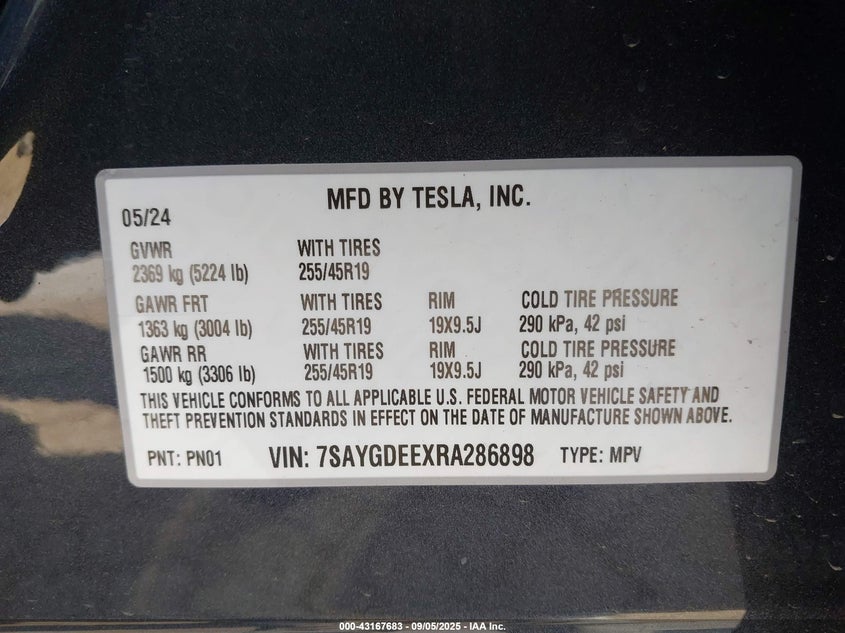 MFD BY TESLA, INC.
05/24
GVWR WITH TIRES
2369 kg (5224 lb) 255/45R19
GAWR FRT WITH TIRES RIM COLD TIRE PRESSURE
1363 kg (3004 lb) 255/45R19 19X9.5J 290 kPa, 42 psi
GAWR RR WITH TIRES RIM COLD TIRE PRESSURE
1500 kg (3306 lb) 255/45R19 19X9.5J 290 kPa, 42 psi
THIS VEHICLE CONFORMS TO ALL APPLICABLE U.S. FEDERAL MOTOR VEHICLE SAFETY AND
THEFT PREVENTION STANDARDS IN EFFECT ON THE DATE OF MANUFACTURE SHOWN ABOVE.
PNT: PN01 VIN: 7SAYGDEEXRA286898 TYPE: MPV
000-43167683 - 09/05/2025 - IAA Inc.